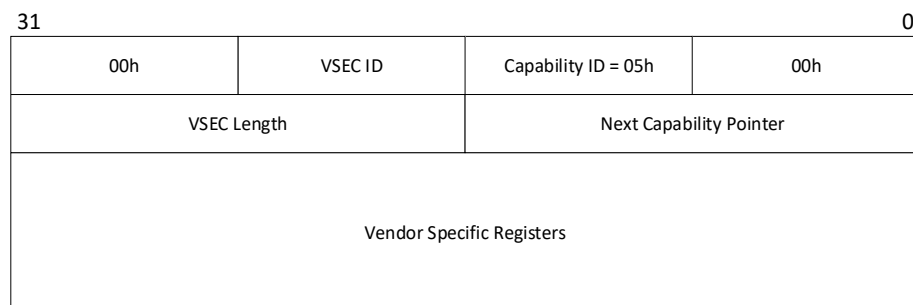 31 0
00h VSEC ID Capability ID = 05h 00h
VSEC Length Next Capability Pointer
Vendor Specific Registers